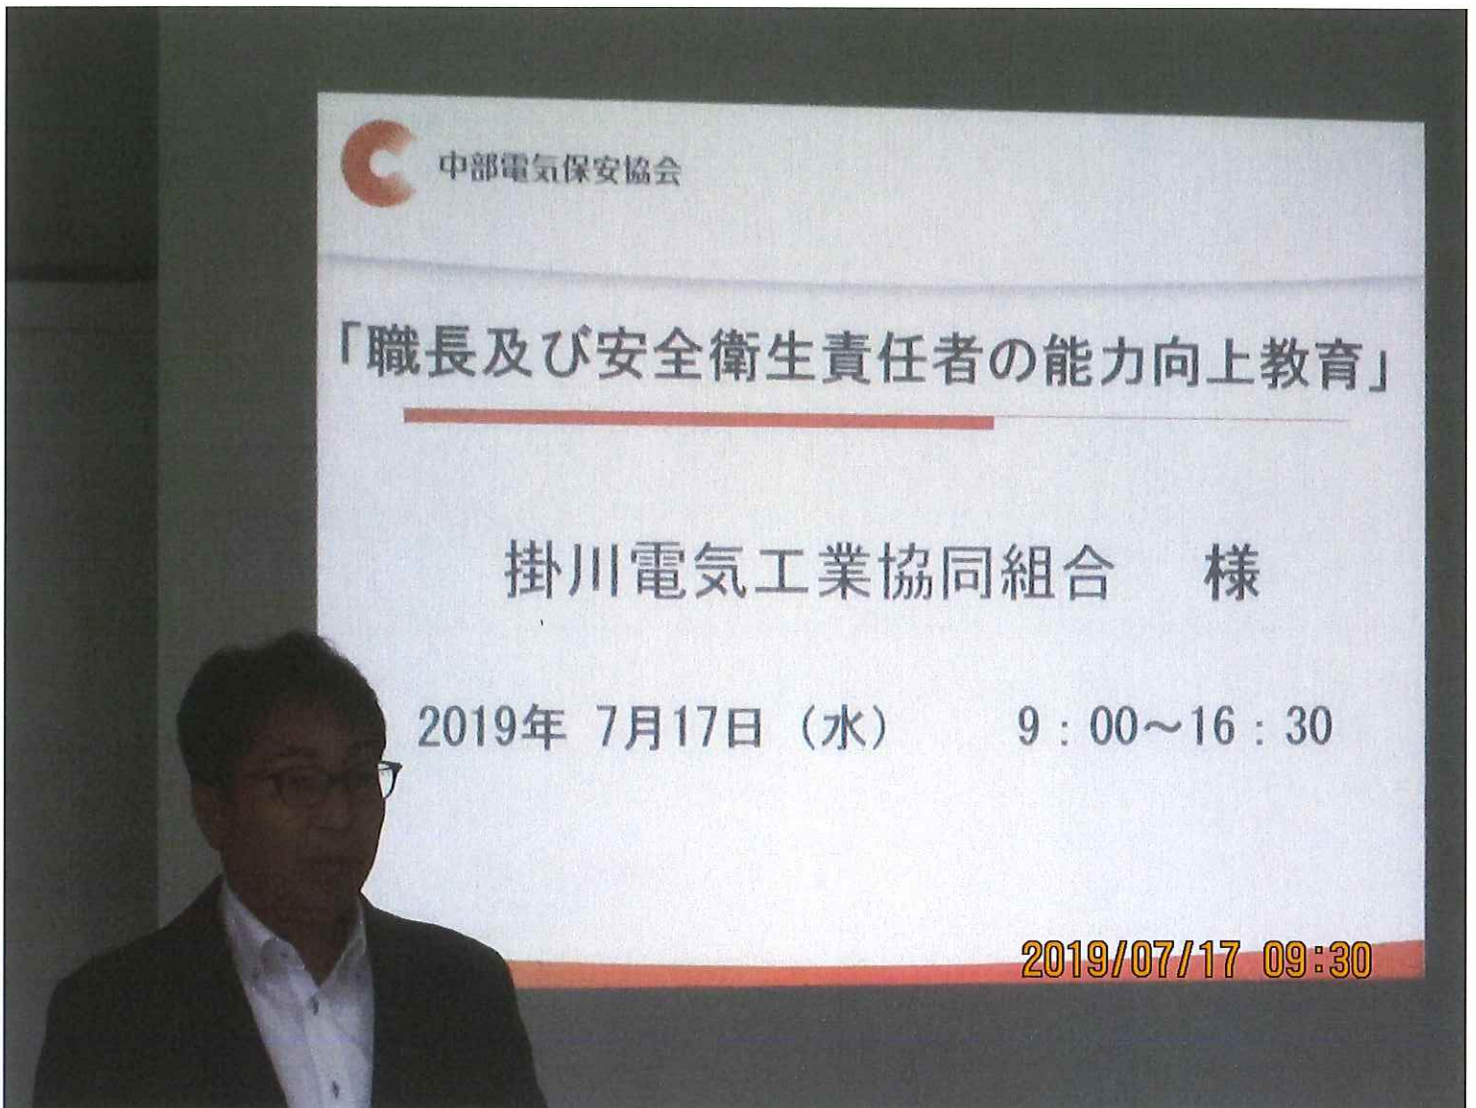 中部電気保安協会
「職長及び安全衛生責任者の能力向上教育」
掛川電気工業協同組合　様
2019年 7月17日（水）　9：00～16：30
2019/07/17 09:30